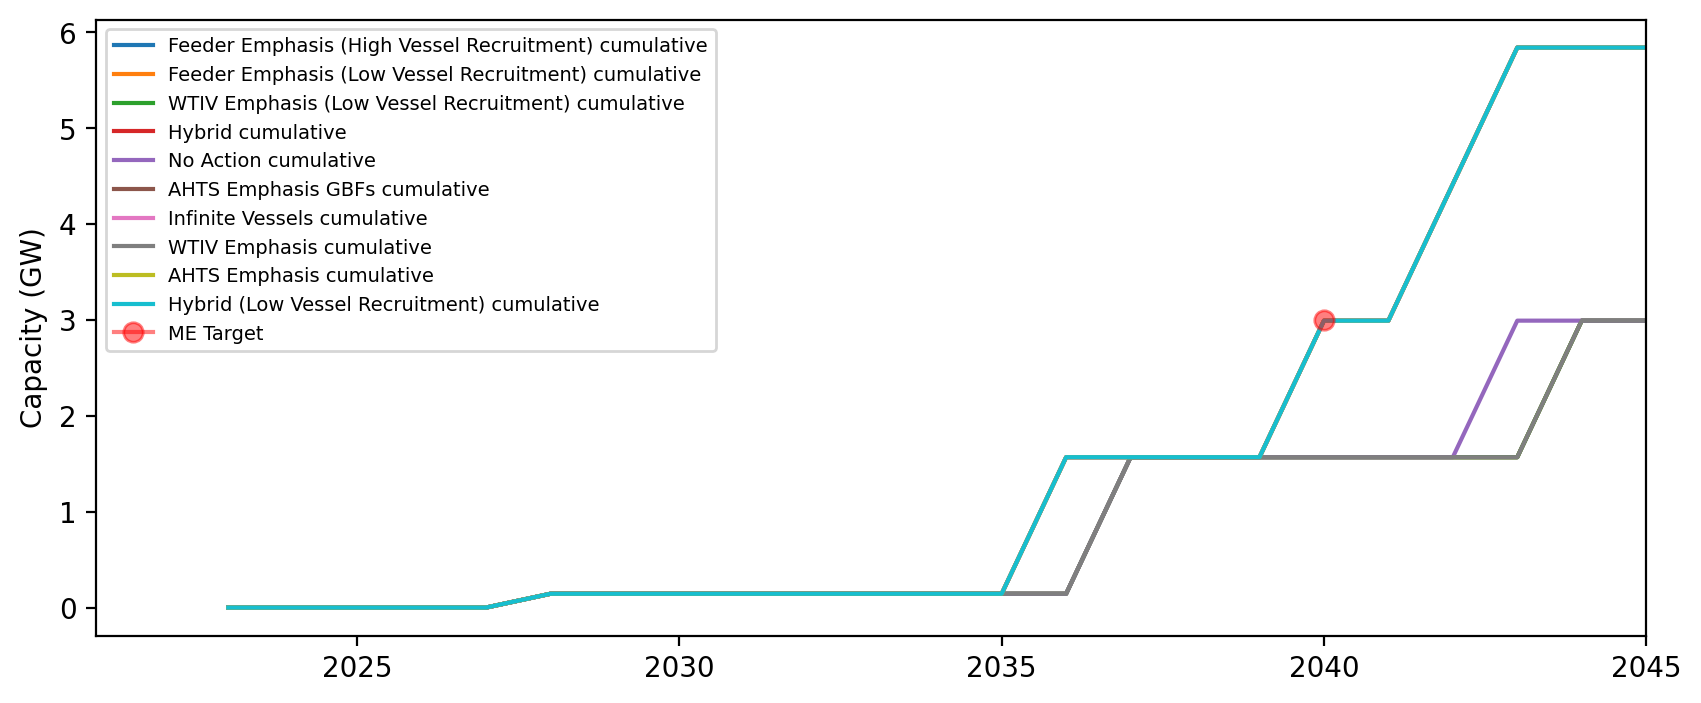 6
5
4
3
2
1
0
Capacity (GW)
Feeder Emphasis (High Vessel Recruitment) cumulative
Feeder Emphasis (Low Vessel Recruitment) cumulative
WTIV Emphasis (Low Vessel Recruitment) cumulative
Hybrid cumulative
No Action cumulative
AHTS Emphasis GBFs cumulative
Infinite Vessels cumulative
WTIV Emphasis cumulative
AHTS Emphasis cumulative
Hybrid (Low Vessel Recruitment) cumulative
ME Target
2025
2030
2035
2040
2045